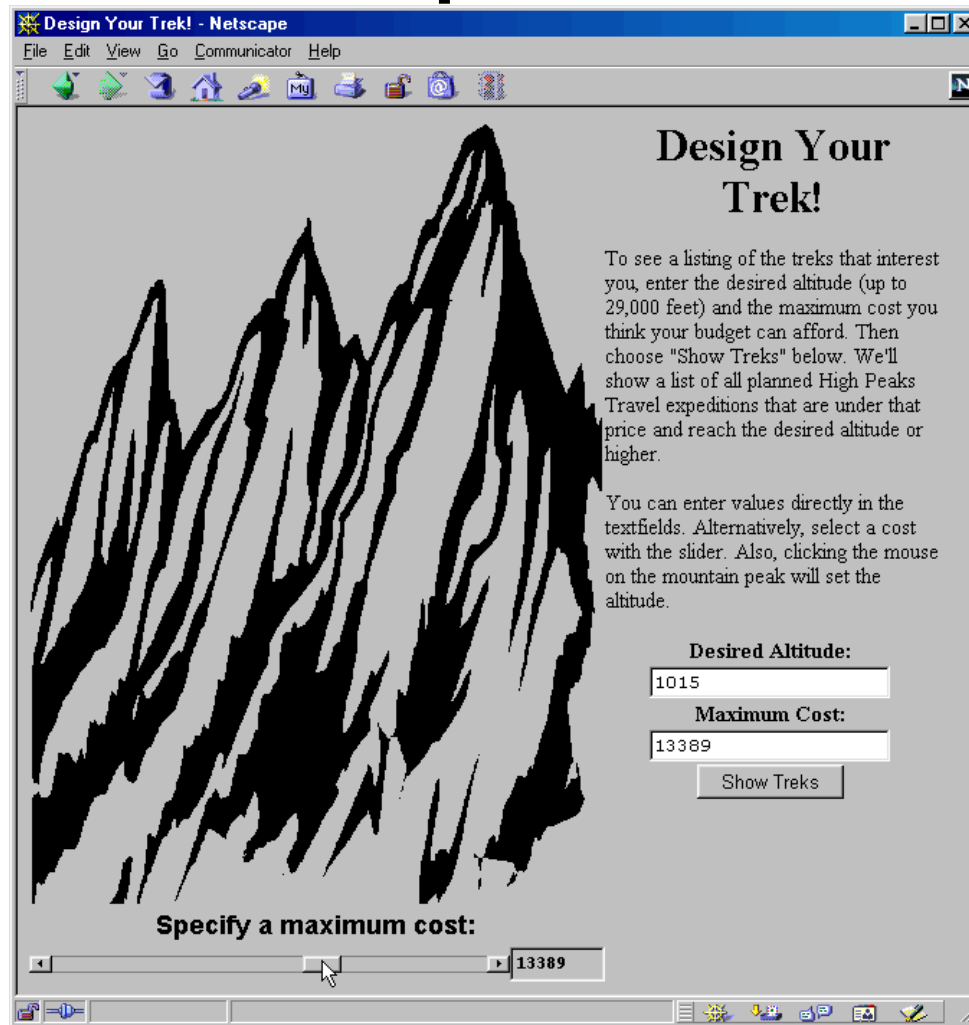 Design Your Trek! - Netscape
File Edit View Go Communicator Help
My
N
Design Your
Trek!
To see a listing of the treks that interest
you, enter the desired altitude (up to
29,000 feet) and the maximum cost you
think your budget can afford. Then
choose "Show Treks" below. We'll
show a list of all planned High Peaks
Travel expeditions that are under that
price and reach the desired altitude or
higher.
You can enter values directly in the
textfields. Alternatively, select a cost
with the slider. Also, clicking the mouse
on the mountain peak will set the
altitude.
Desired Altitude:
1015
Maximum Cost:
13389
Show Treks
Specify a maximum cost:
13389